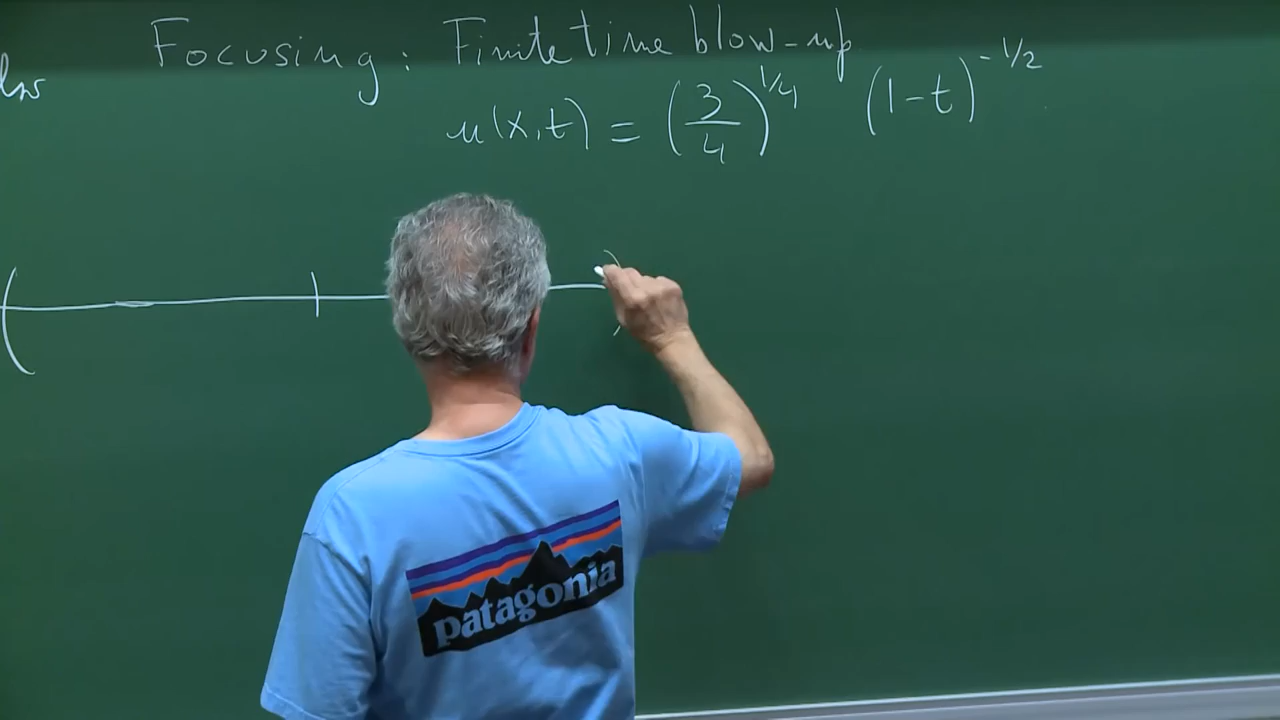 Focusing: Finite time blow-up
u(x,t) = (3/4)^1/4 (1-t)^-1/2
patagonia